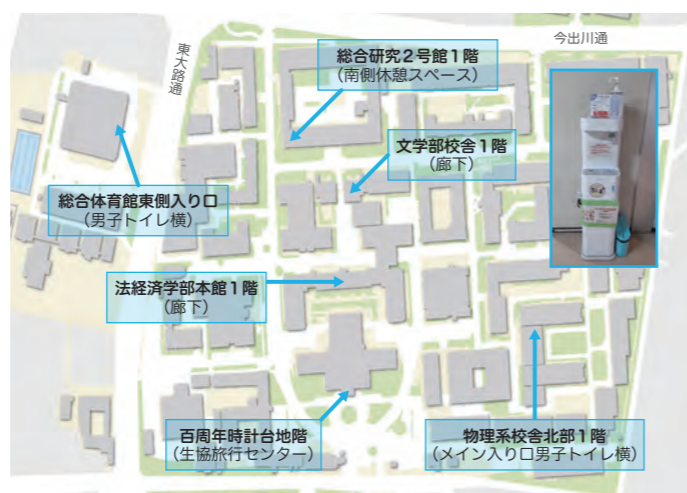 今出川通
東大路通
総合研究2号館1階
(南側休憩スペース)
文学部校舎1階
(廊下)
総合体育館東側入り口
(男子トイレ横)
法経済学部本館1階
(廊下)
百周年時計台地階
(生協旅行センター)
物理系校舎北部1階
(メイン入り口男子トイレ横)